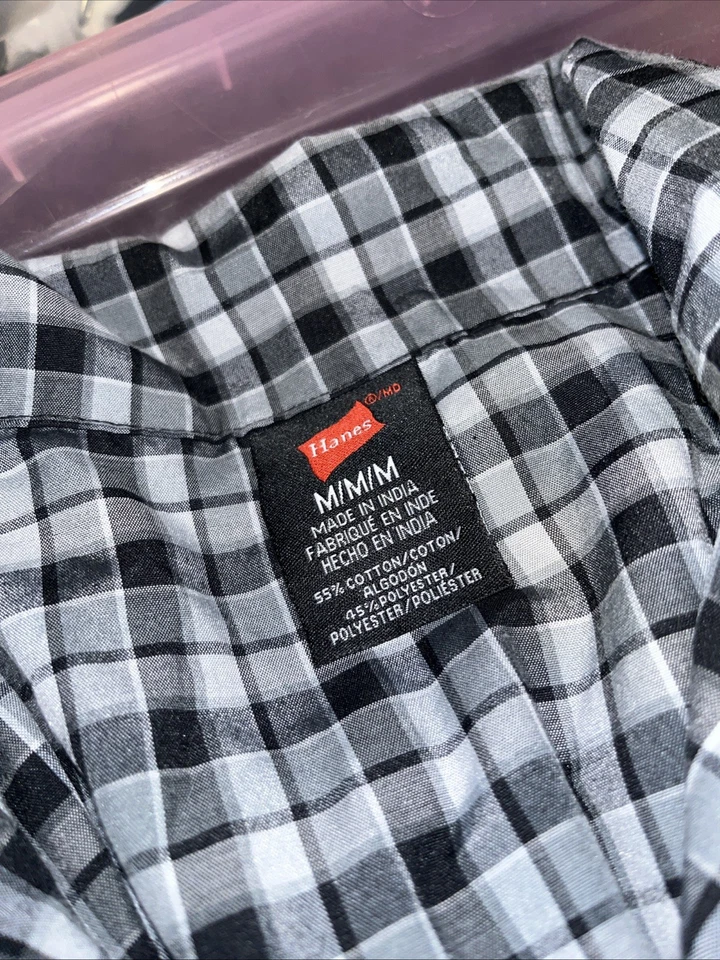 ®/MD
Hanes
M/M/M
MADE IN INDIA
FABRIQUÉ EN INDE
HECHO EN INDIA
55% COTTON/COTON/
ALGODÓN
45%POLYESTER/
POLYESTER/POLIÉSTER